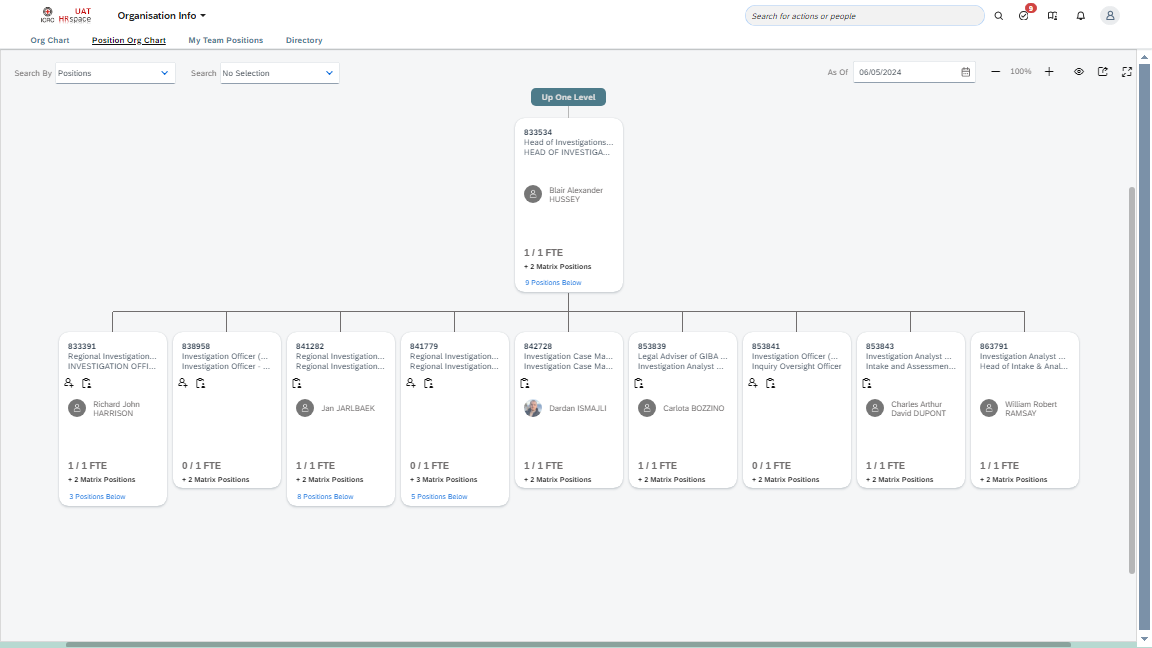 ICRC
UAT
HRspace
Organisation Info
Search for actions or people
9
Org Chart
Position Org Chart
My Team Positions
Directory
Search By
Positions
Search
No Selection
As Of
06/05/2024
100%
Up One Level
833534
Head of Investigations...
HEAD OF INVESTIGA...
Blair Alexander
HUSSEY
1 / 1 FTE
+ 2 Matrix Positions
9 Positions Below
833391
Regional Investigation...
INVESTIGATION OFFI...
Richard John
HARRISON
1 / 1 FTE
+ 2 Matrix Positions
3 Positions Below
838958
Investigation Officer (...
Investigation Officer - ...
0 / 1 FTE
+ 2 Matrix Positions
841282
Regional Investigation...
Regional Investigation...
Jan JARLBAEK
1 / 1 FTE
+ 2 Matrix Positions
8 Positions Below
841779
Regional Investigation...
Regional Investigation...
0 / 1 FTE
+ 3 Matrix Positions
5 Positions Below
842728
Investigation Case Ma...
Investigation Case Ma...
Dardan ISMAJLI
1 / 1 FTE
+ 2 Matrix Positions
853839
Legal Adviser of GIBA ...
Investigation Analyst ...
Carlota BOZZINO
1 / 1 FTE
+ 2 Matrix Positions
853841
Investigation Officer (...
Inquiry Oversight Officer
0 / 1 FTE
+ 2 Matrix Positions
853843
Investigation Analyst ...
Intake and Assessmen...
Charles Arthur
David DUPONT
1 / 1 FTE
+ 2 Matrix Positions
863791
Investigation Analyst ...
Head of Intake & Anal...
William Robert
RAMSAY
1 / 1 FTE
+ 2 Matrix Positions